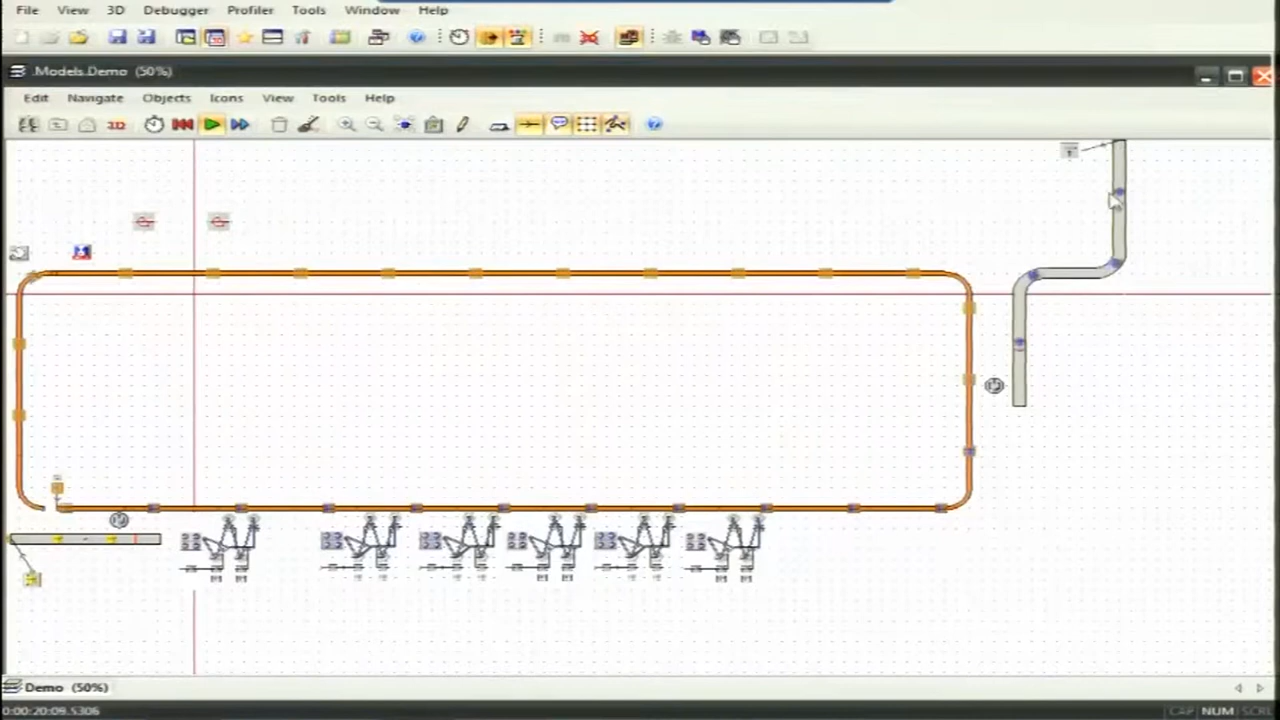 File View 3D Debugger Profiler Tools Window Help
.Models.Demo (50%)
Edit Navigate Objects Icons View Tools Help
3D
Demo (50%)
0:00:20:09.5306
CAP NUM SCRL